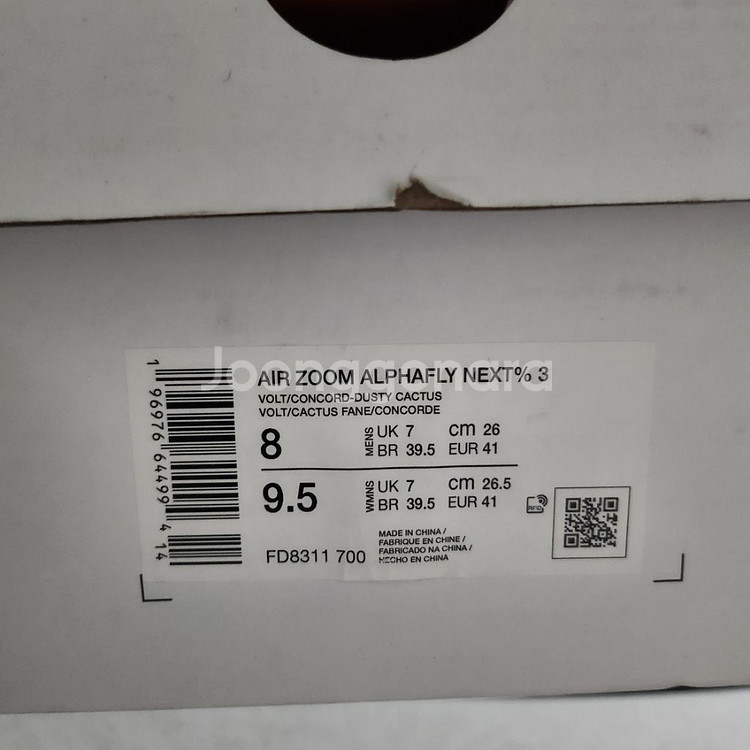 Joonggonara
AIR ZOOM ALPHAFLY NEXT% 3
VOLT/CONCORD-DUSTY CACTUS
VOLT/CACTUS FANE/CONCORDE
8 MENS UK 7 cm 26
BR 39.5 EUR 41
9.5 WMNS UK 7 cm 26.5
BR 39.5 EUR 41
RFID
FD8311 700
MADE IN CHINA /
FABRIQUE EN CHINE /
FABRICADO NA CHINA /
HECHO EN CHINA
1 96976 64499 4 14